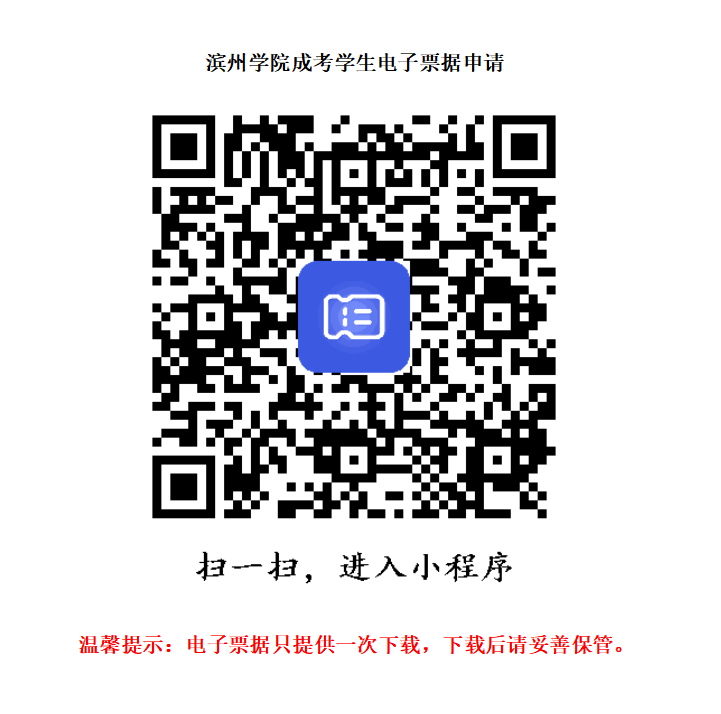 滨州学院成考学生电子票据申请
扫一扫，进入小程序
温馨提示：电子票据只提供一次下载，下载后请妥善保管。